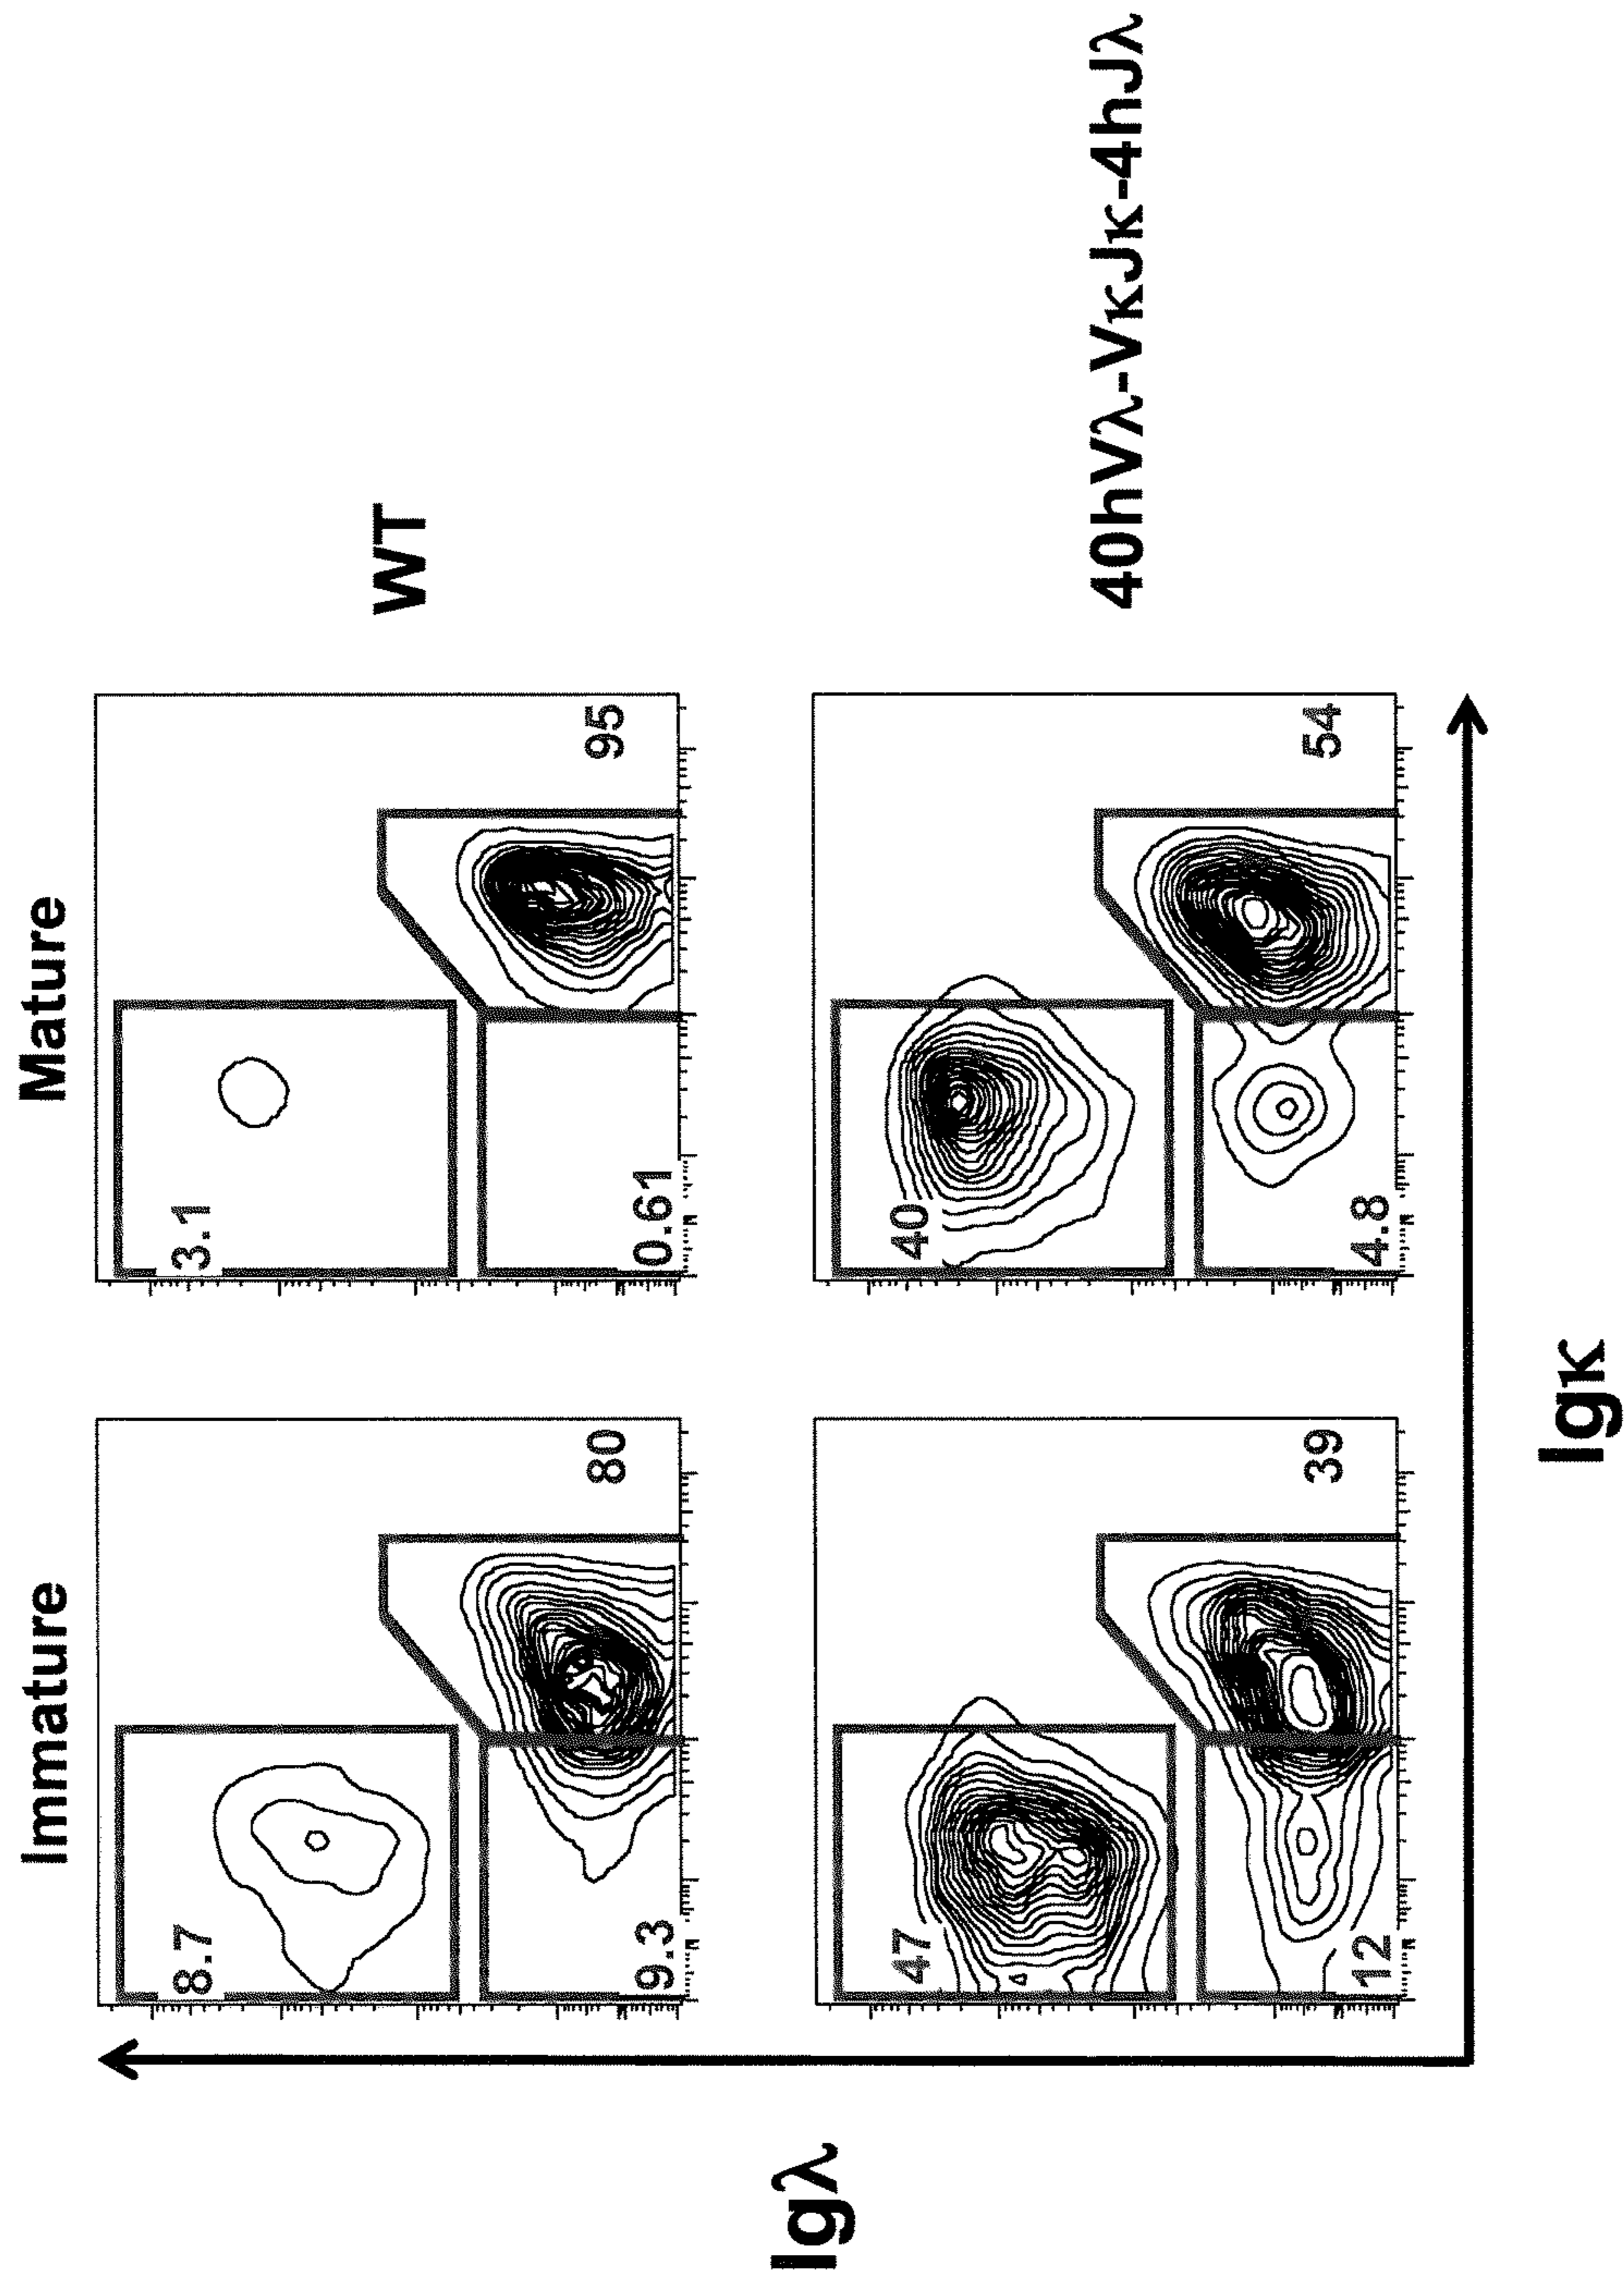 Immature
Mature
8.7
80
9.3
3.1
95
0.61
WT
47
39
12
40
54
4.8
40hVλ-VκJκ-4hJλ
Igλ
Igκ